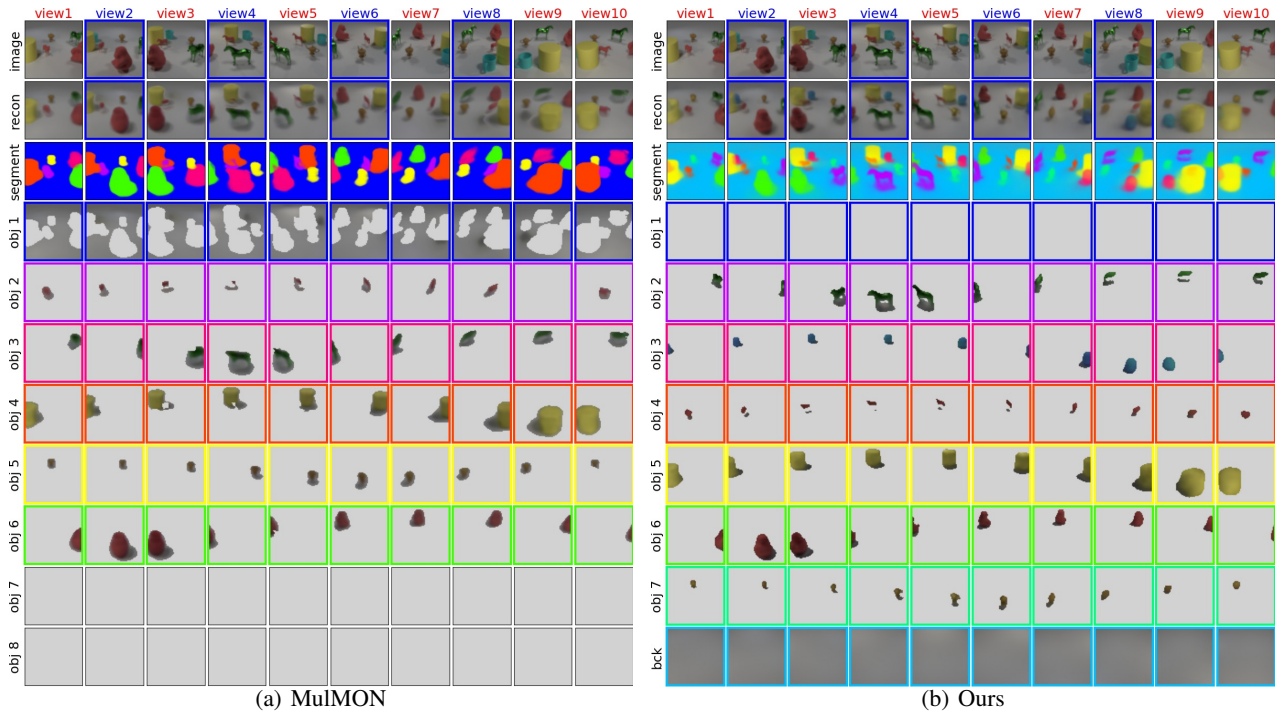 view1 view2 view3 view4 view5 view6 view7 view8 view9 view10
image
recon
segment
obj 1
obj 2
obj 3
obj 4
obj 5
obj 6
obj 7
obj 8
(a) MulMON
view1 view2 view3 view4 view5 view6 view7 view8 view9 view10
image
recon
segment
obj 1
obj 2
obj 3
obj 4
obj 5
obj 6
obj 7
bck
(b) Ours